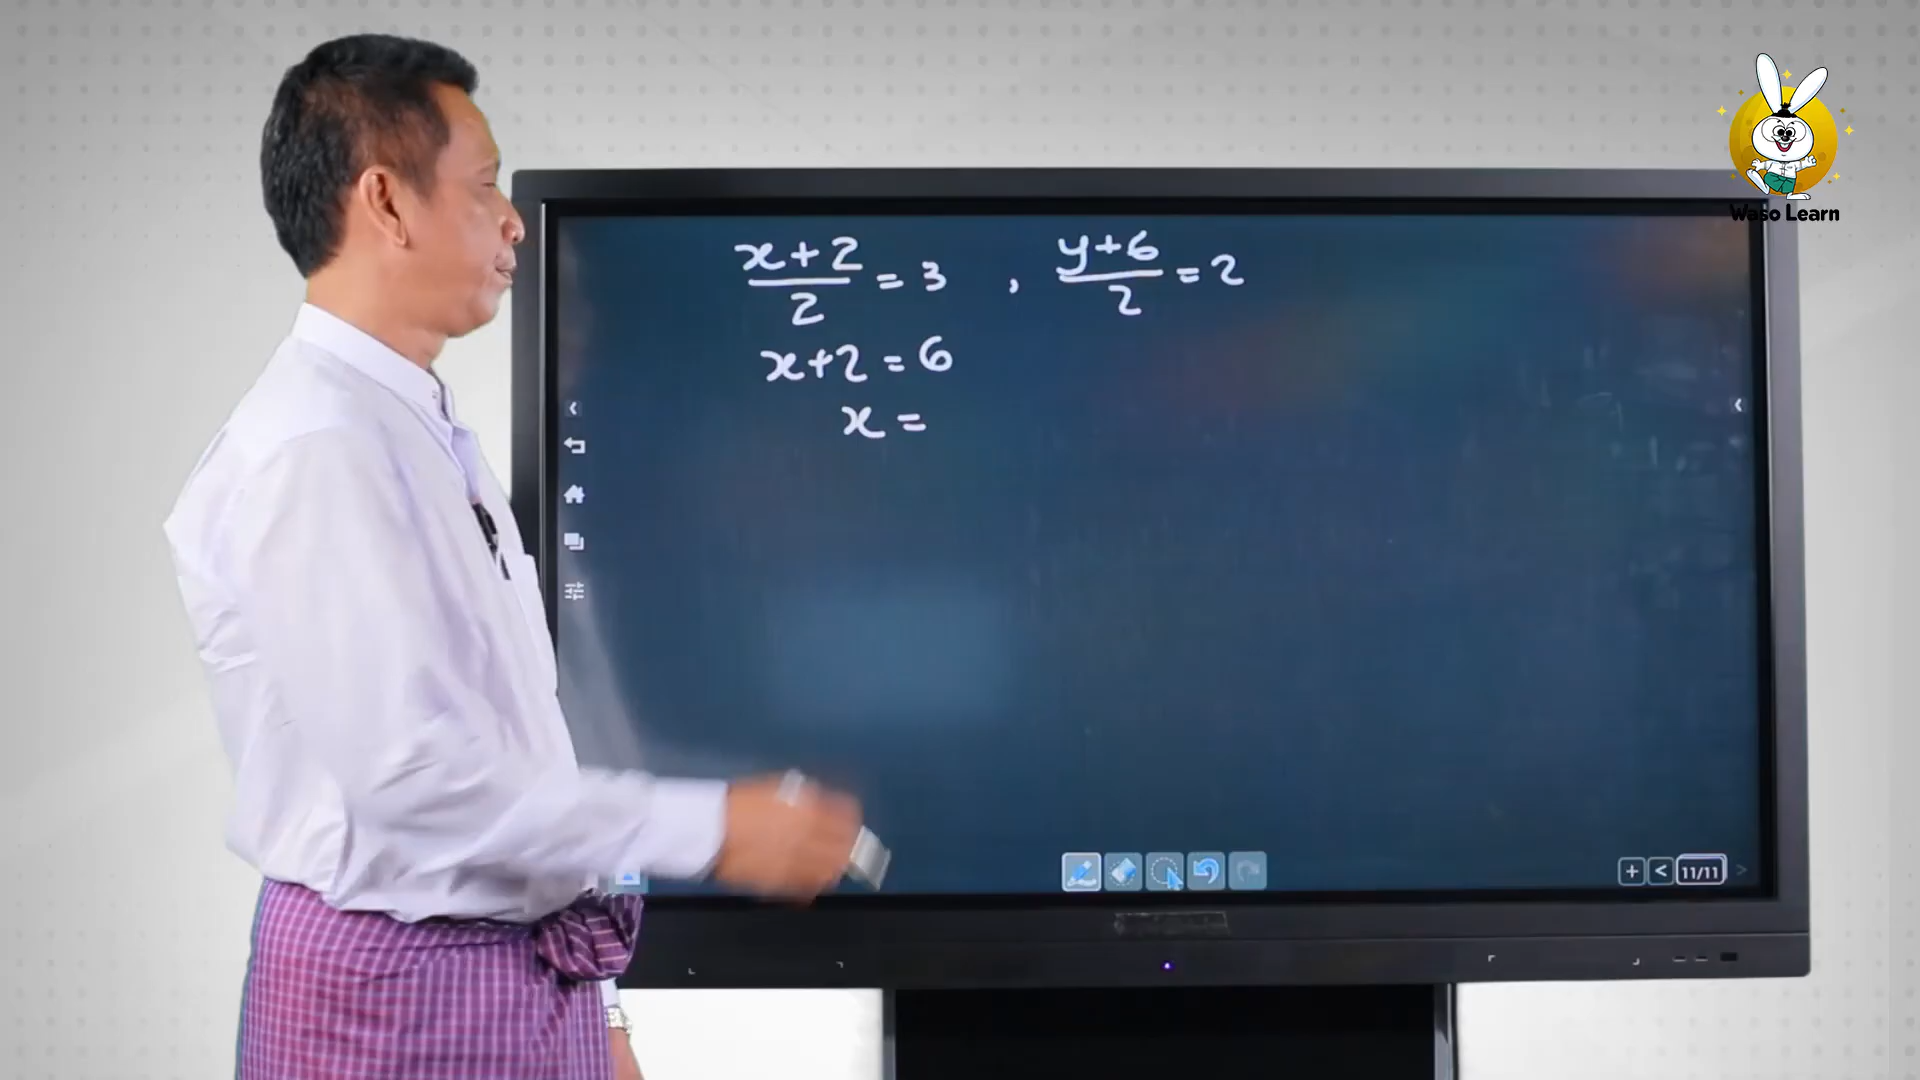 Waso Learn
x+2/2 = 3 , y+6/2 = 2
x+2 = 6
x =
11/11